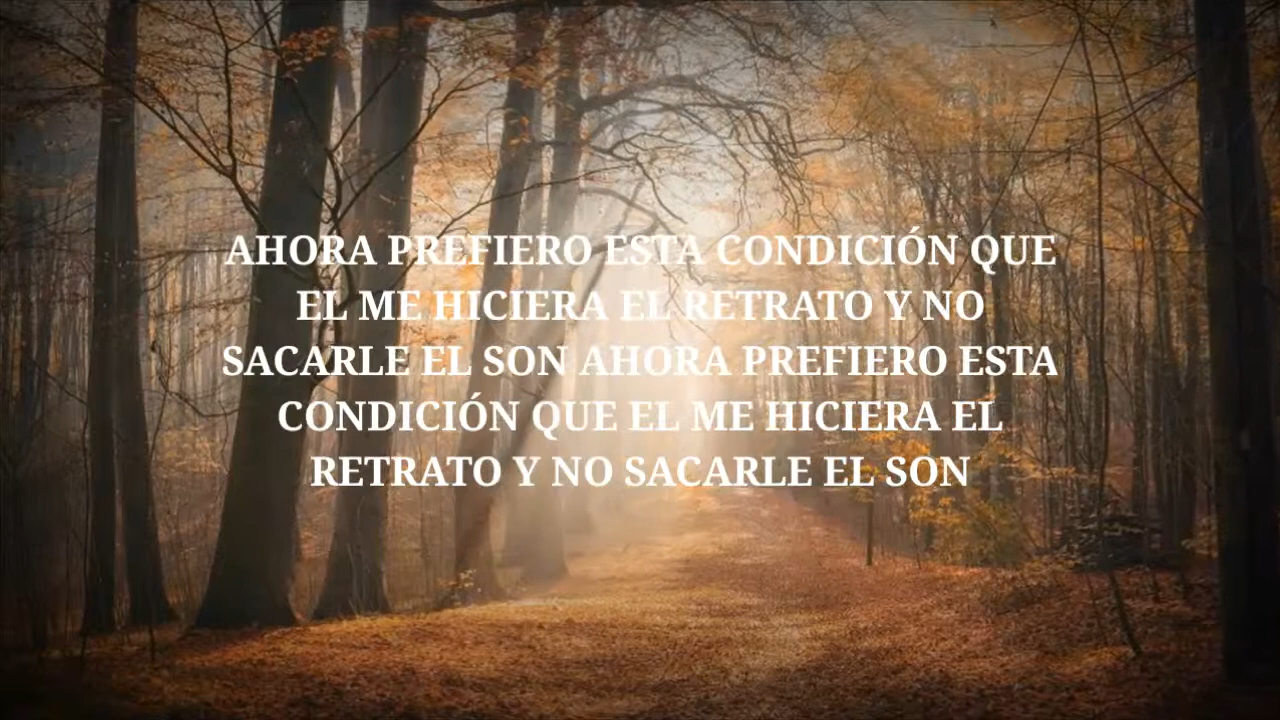 AHORA PREFIERO ESTA CONDICIÓN QUE
EL ME HICIERA EL RETRATO Y NO
SACARLE EL SON AHORA PREFIERO ESTA
CONDICIÓN QUE EL ME HICIERA EL
RETRATO Y NO SACARLE EL SON